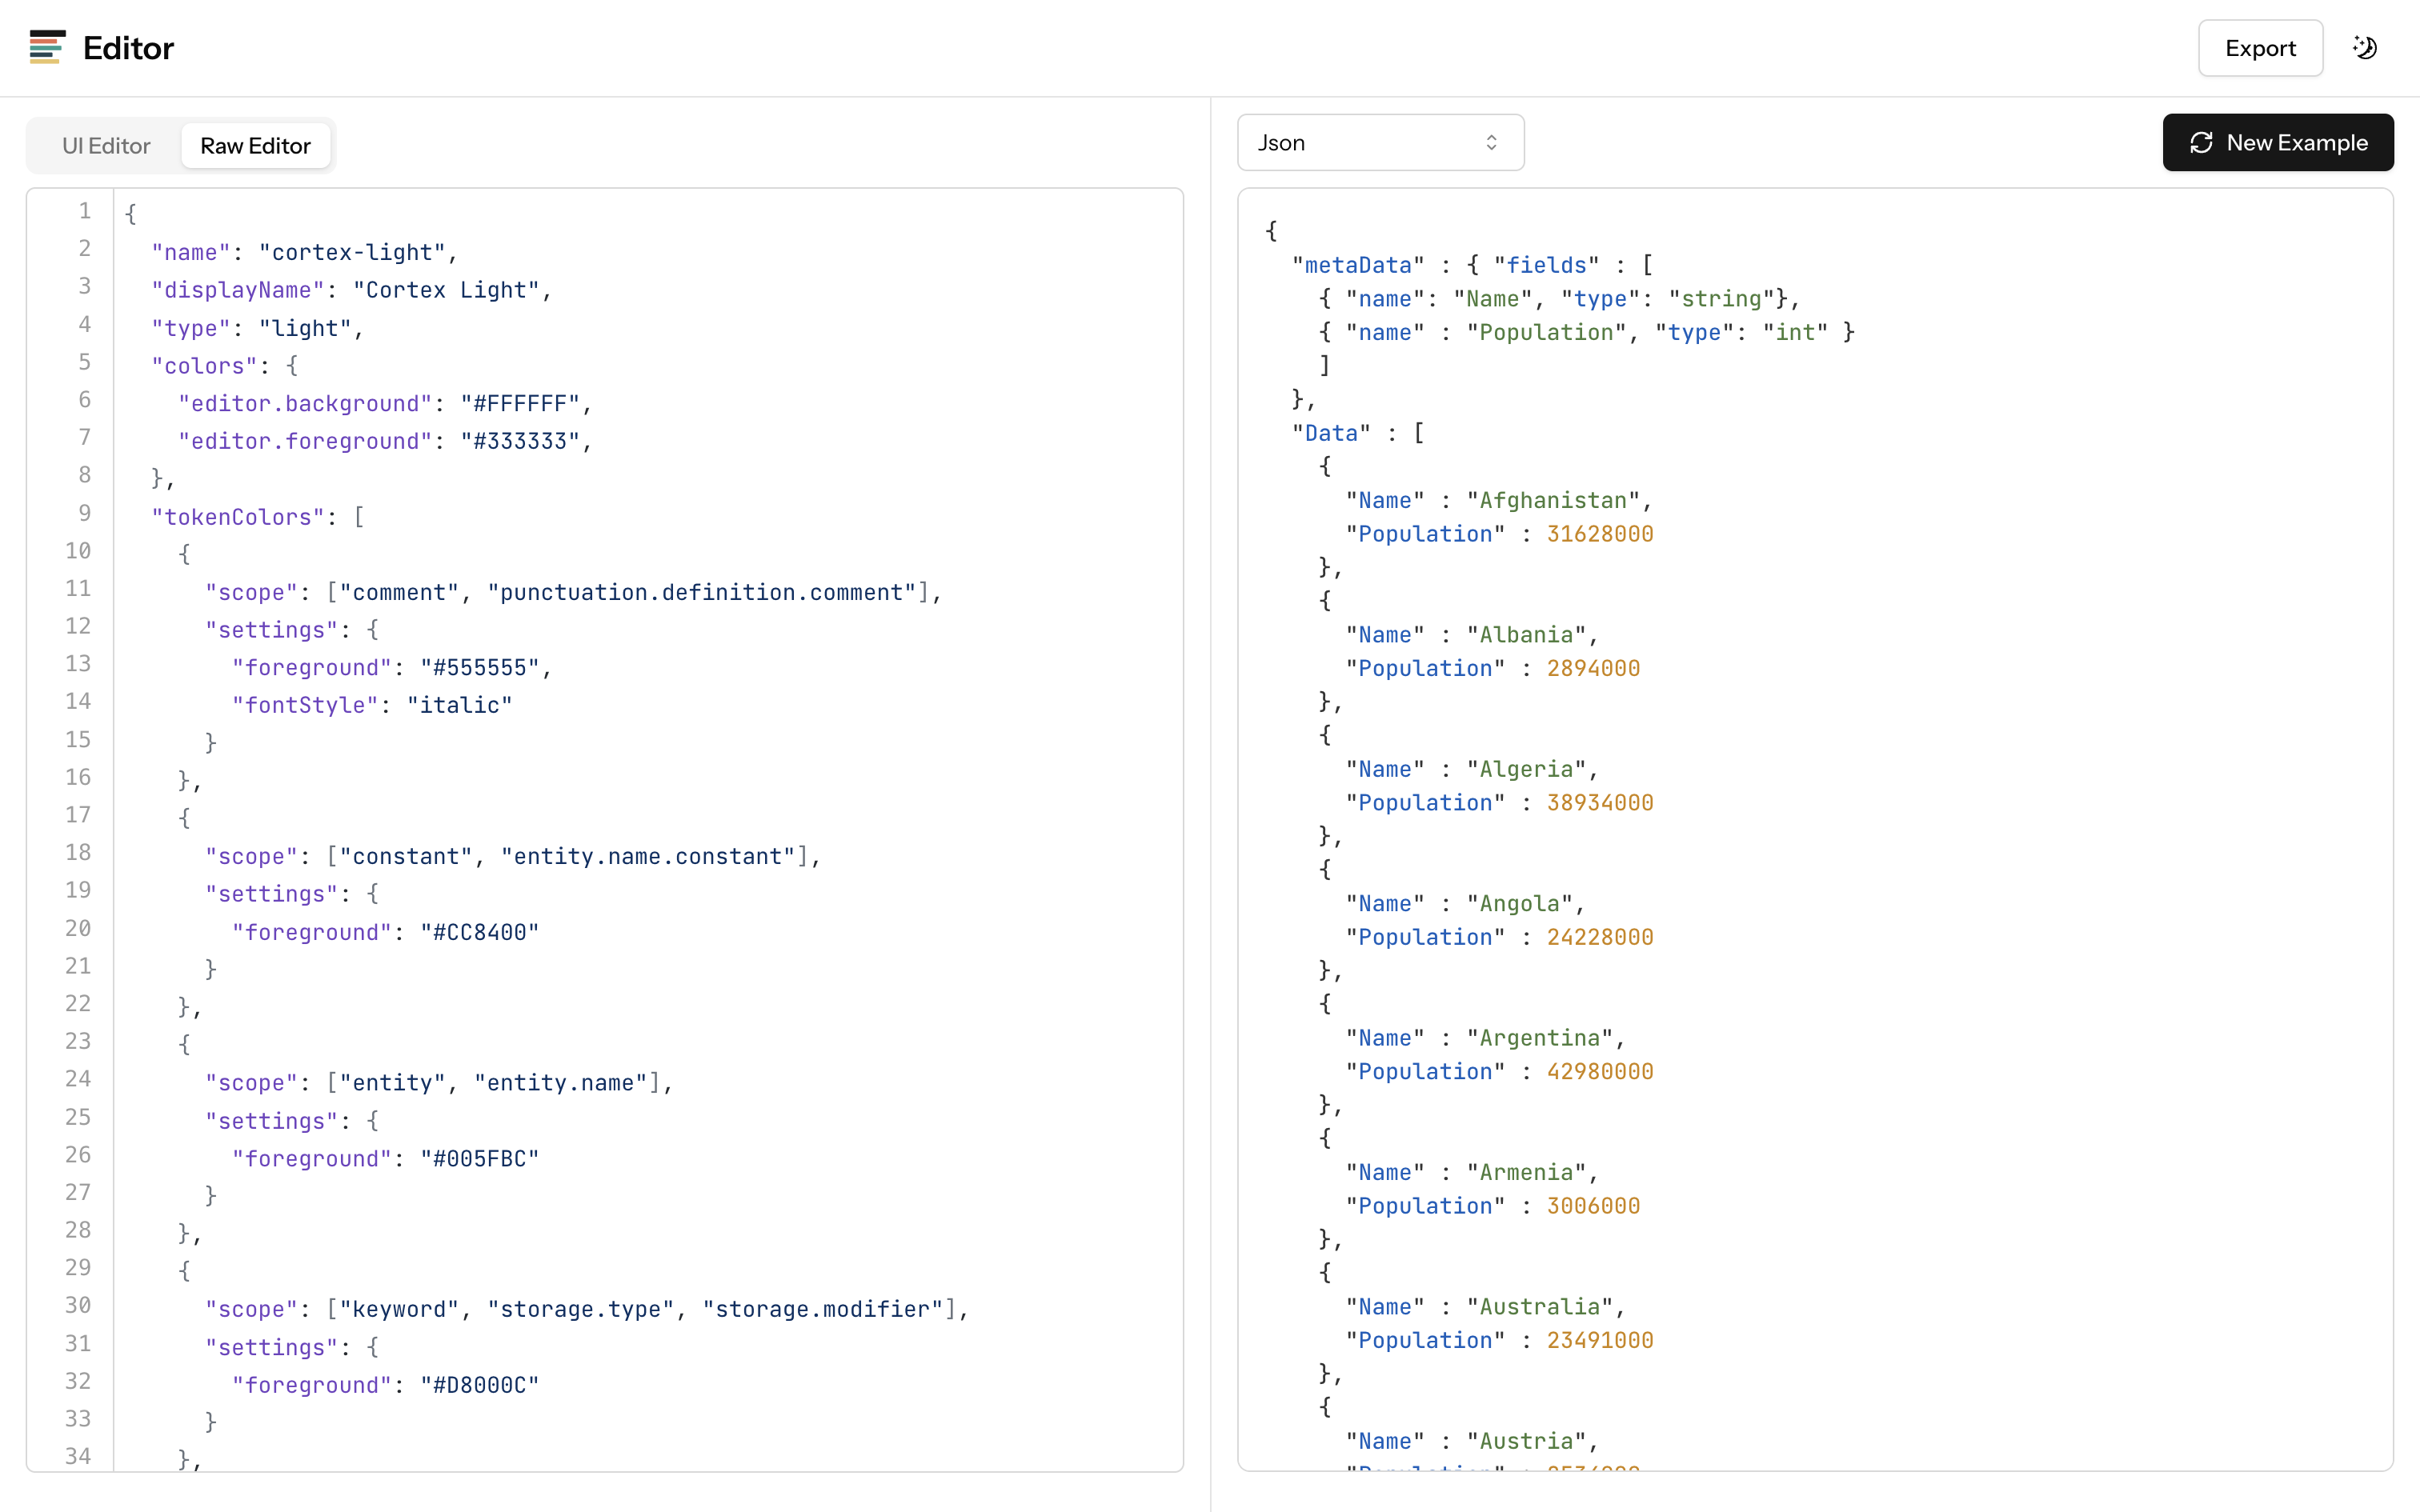 Editor
Export
UI Editor
Raw Editor
1 {
2   "name": "cortex-light",
3   "displayName": "Cortex Light",
4   "type": "light",
5   "colors": {
6     "editor.background": "#FFFFFF",
7     "editor.foreground": "#333333",
8   },
9   "tokenColors": [
10     {
11       "scope": ["comment", "punctuation.definition.comment"],
12       "settings": {
13         "foreground": "#555555",
14         "fontStyle": "italic"
15       }
16     },
17     {
18       "scope": ["constant", "entity.name.constant"],
19       "settings": {
20         "foreground": "#CC8400"
21       }
22     },
23     {
24       "scope": ["entity", "entity.name"],
25       "settings": {
26         "foreground": "#005FBC"
27       }
28     },
29     {
30       "scope": ["keyword", "storage.type", "storage.modifier"],
31       "settings": {
32         "foreground": "#D8000C"
33       }
34     },
Json
New Example
{
  "metaData" : { "fields" : [
    { "name": "Name", "type": "string"},
    { "name" : "Population", "type": "int" }
    ]
  },
  "Data" : [
    {
      "Name" : "Afghanistan",
      "Population" : 31628000
    },
    {
      "Name" : "Albania",
      "Population" : 2894000
    },
    {
      "Name" : "Algeria",
      "Population" : 38934000
    },
    {
      "Name" : "Angola",
      "Population" : 24228000
    },
    {
      "Name" : "Argentina",
      "Population" : 42980000
    },
    {
      "Name" : "Armenia",
      "Population" : 3006000
    },
    {
      "Name" : "Australia",
      "Population" : 23491000
    },
    {
      "Name" : "Austria",
      "Population" :